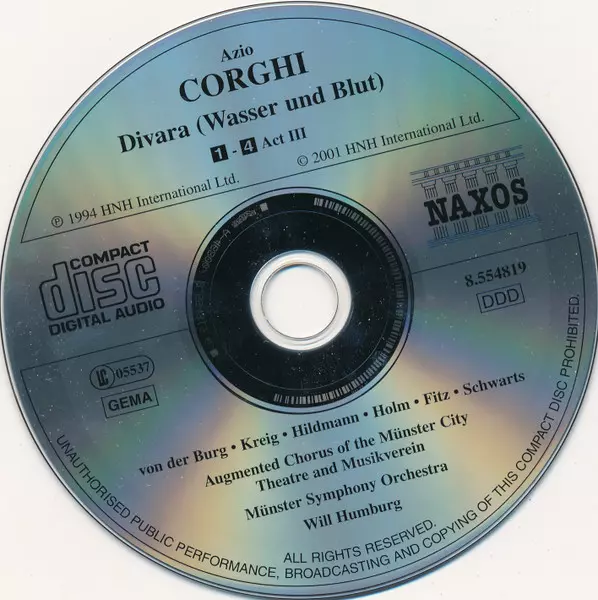 Azio
CORGHI
Divara (Wasser und Blut)
1 - 4 Act III
℗ 1994 HNH International Ltd.
© 2001 HNH International Ltd.
NAXOS
COMPACT
disc
DIGITAL AUDIO
8.554819
DDD
LC 05537
GEMA
von der Burg · Kreig · Hildmann · Holm · Fitz · Schwarts
Augmented Chorus of the Münster City
Theatre and Musikverein
Münster Symphony Orchestra
Will Humburg
ALL RIGHTS RESERVED.
UNAUTHORISED PUBLIC PERFORMANCE, BROADCASTING AND COPYING OF THIS COMPACT DISC PROHIBITED.